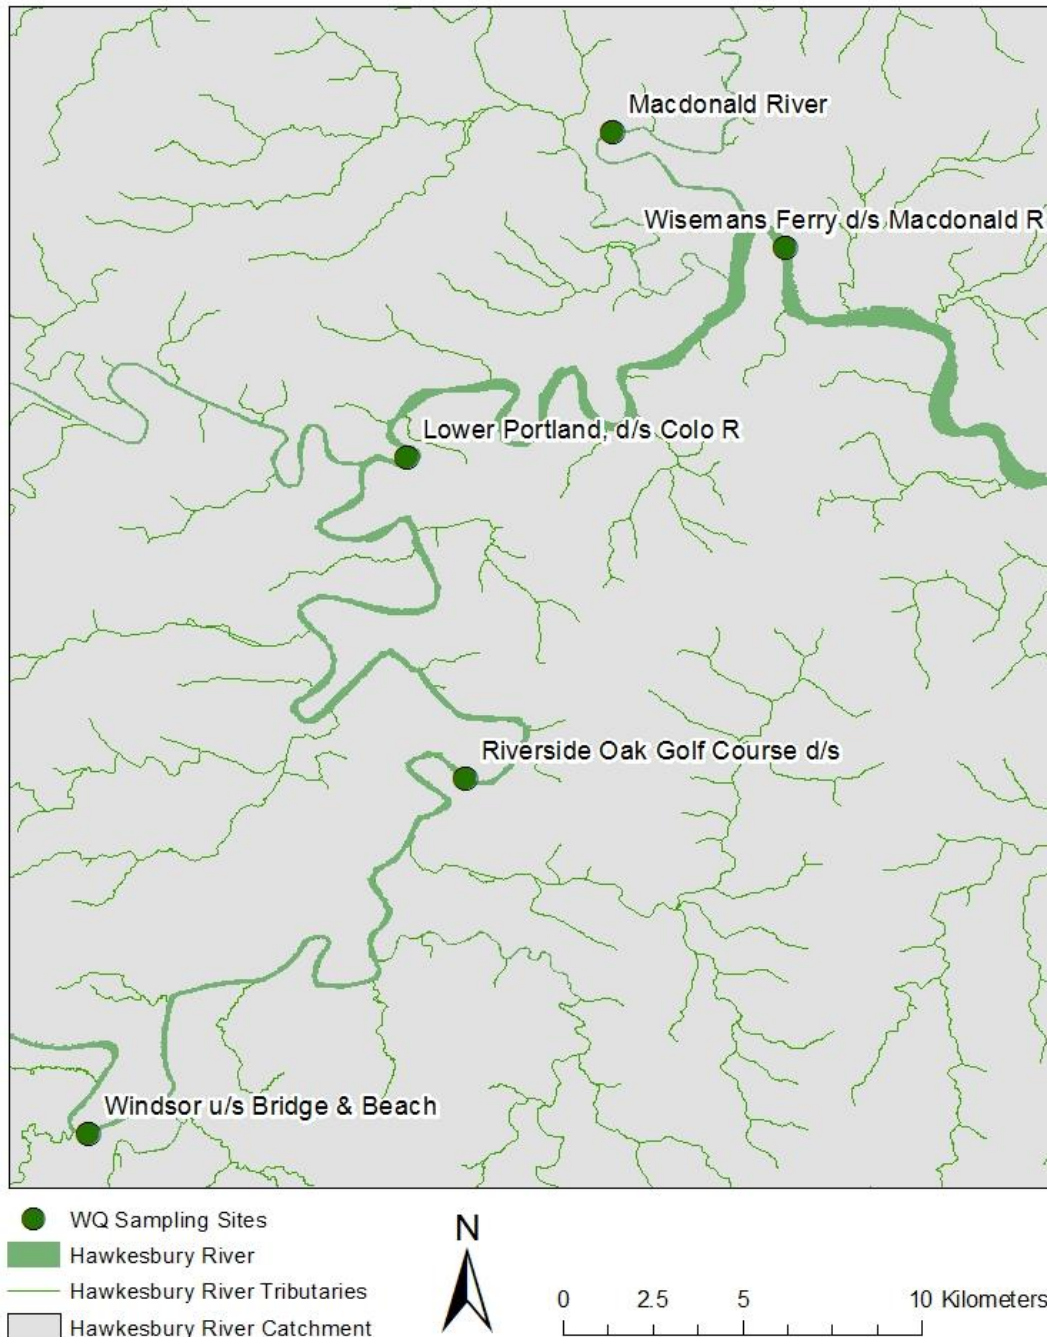 Macdonald River
Wisemans Ferry d/s Macdonald R
Lower Portland, d/s Colo R
Riverside Oak Golf Course d/s
Windsor u/s Bridge & Beach
WQ Sampling Sites
Hawkesbury River
Hawkesbury River Tributaries
Hawkesbury River Catchment
N
0 2.5 5 10 Kilometers